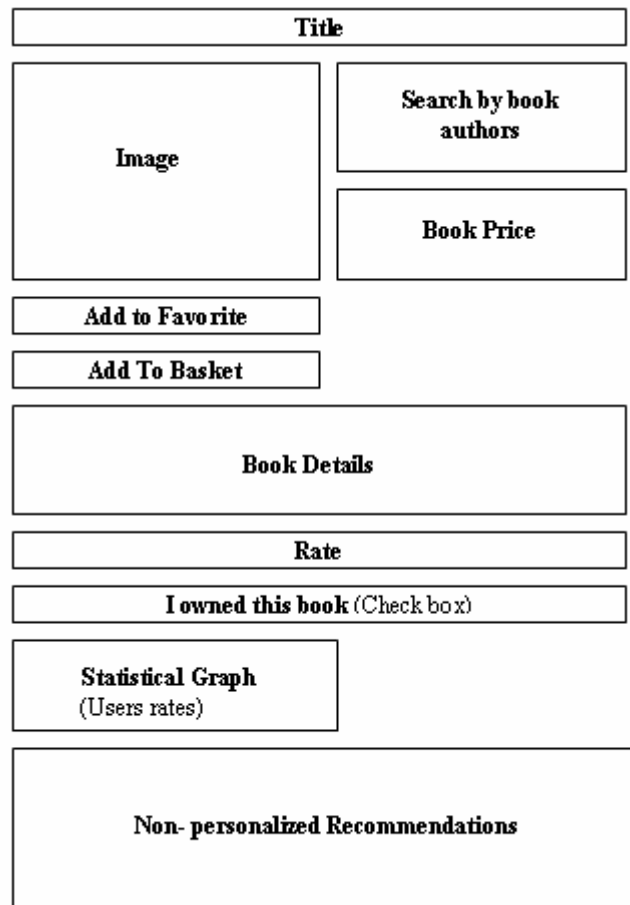 Title
Image
Search by book
authors
Book Price
Add to Favorite
Add To Basket
Book Details
Rate
I owned this book (Check box)
Statistical Graph
(Users rates)
Non- personalized Recommendations